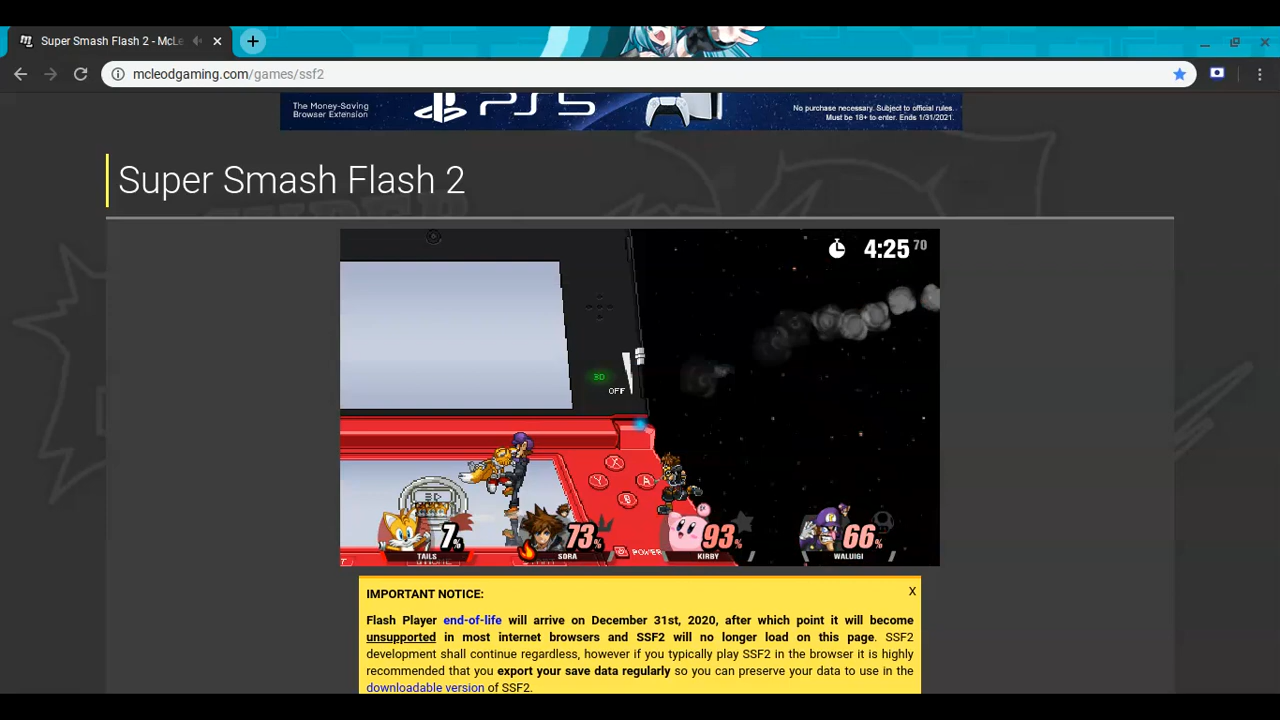 Super Smash Flash 2 - McLe
mcleodgaming.com/games/ssf2
The Money-Saving
Browser Extension
PS5
No purchase necessary. Subject to official rules.
Must be 18+ to enter. Ends 1/31/2021.
Super Smash Flash 2
4:25 70
3D
OFF
X
Y
A
B
3D
7%
73%
93%
66%
POWER
TAILS
SORA
KIRBY
WALUIGI
IMPORTANT NOTICE:
X
Flash Player end-of-life will arrive on December 31st, 2020, after which point it will become
unsupported in most internet browsers and SSF2 will no longer load on this page. SSF2
development shall continue regardless, however if you typically play SSF2 in the browser it is highly
recommended that you export your save data regularly so you can preserve your data to use in the
downloadable version of SSF2.